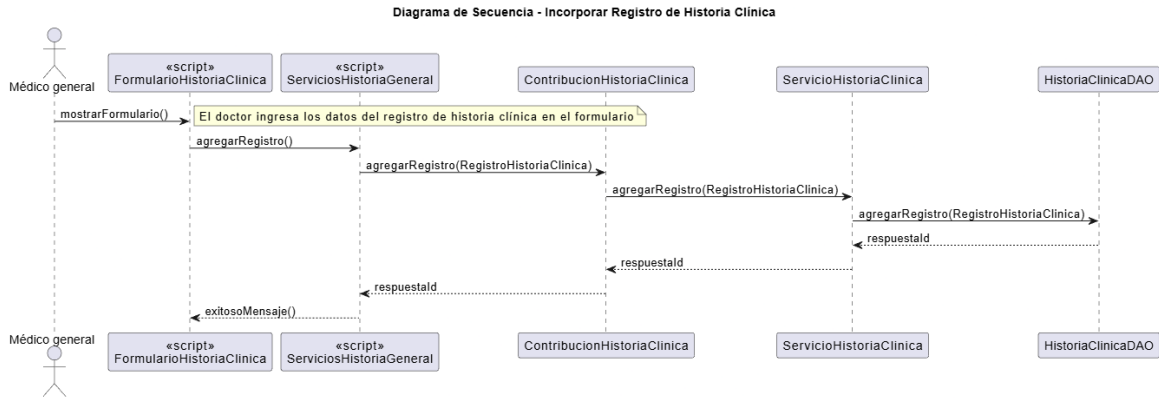 Diagrama de Secuencia - Incorporar Registro de Historia Clínica
Médico general
«script»
FormularioHistoriaClinica
«script»
ServiciosHistoriaGeneral
ContribucionHistoriaClinica
ServicioHistoriaClinica
HistoriaClinicaDAO
mostrarFormulario()
El doctor ingresa los datos del registro de historia clínica en el formulario
agregarRegistro()
agregarRegistro(RegistroHistoriaClinica)
agregarRegistro(RegistroHistoriaClinica)
agregarRegistro(RegistroHistoriaClinica)
respuestaId
respuestaId
respuestaId
exitosoMensaje()
Médico general
«script»
FormularioHistoriaClinica
«script»
ServiciosHistoriaGeneral
ContribucionHistoriaClinica
ServicioHistoriaClinica
HistoriaClinicaDAO